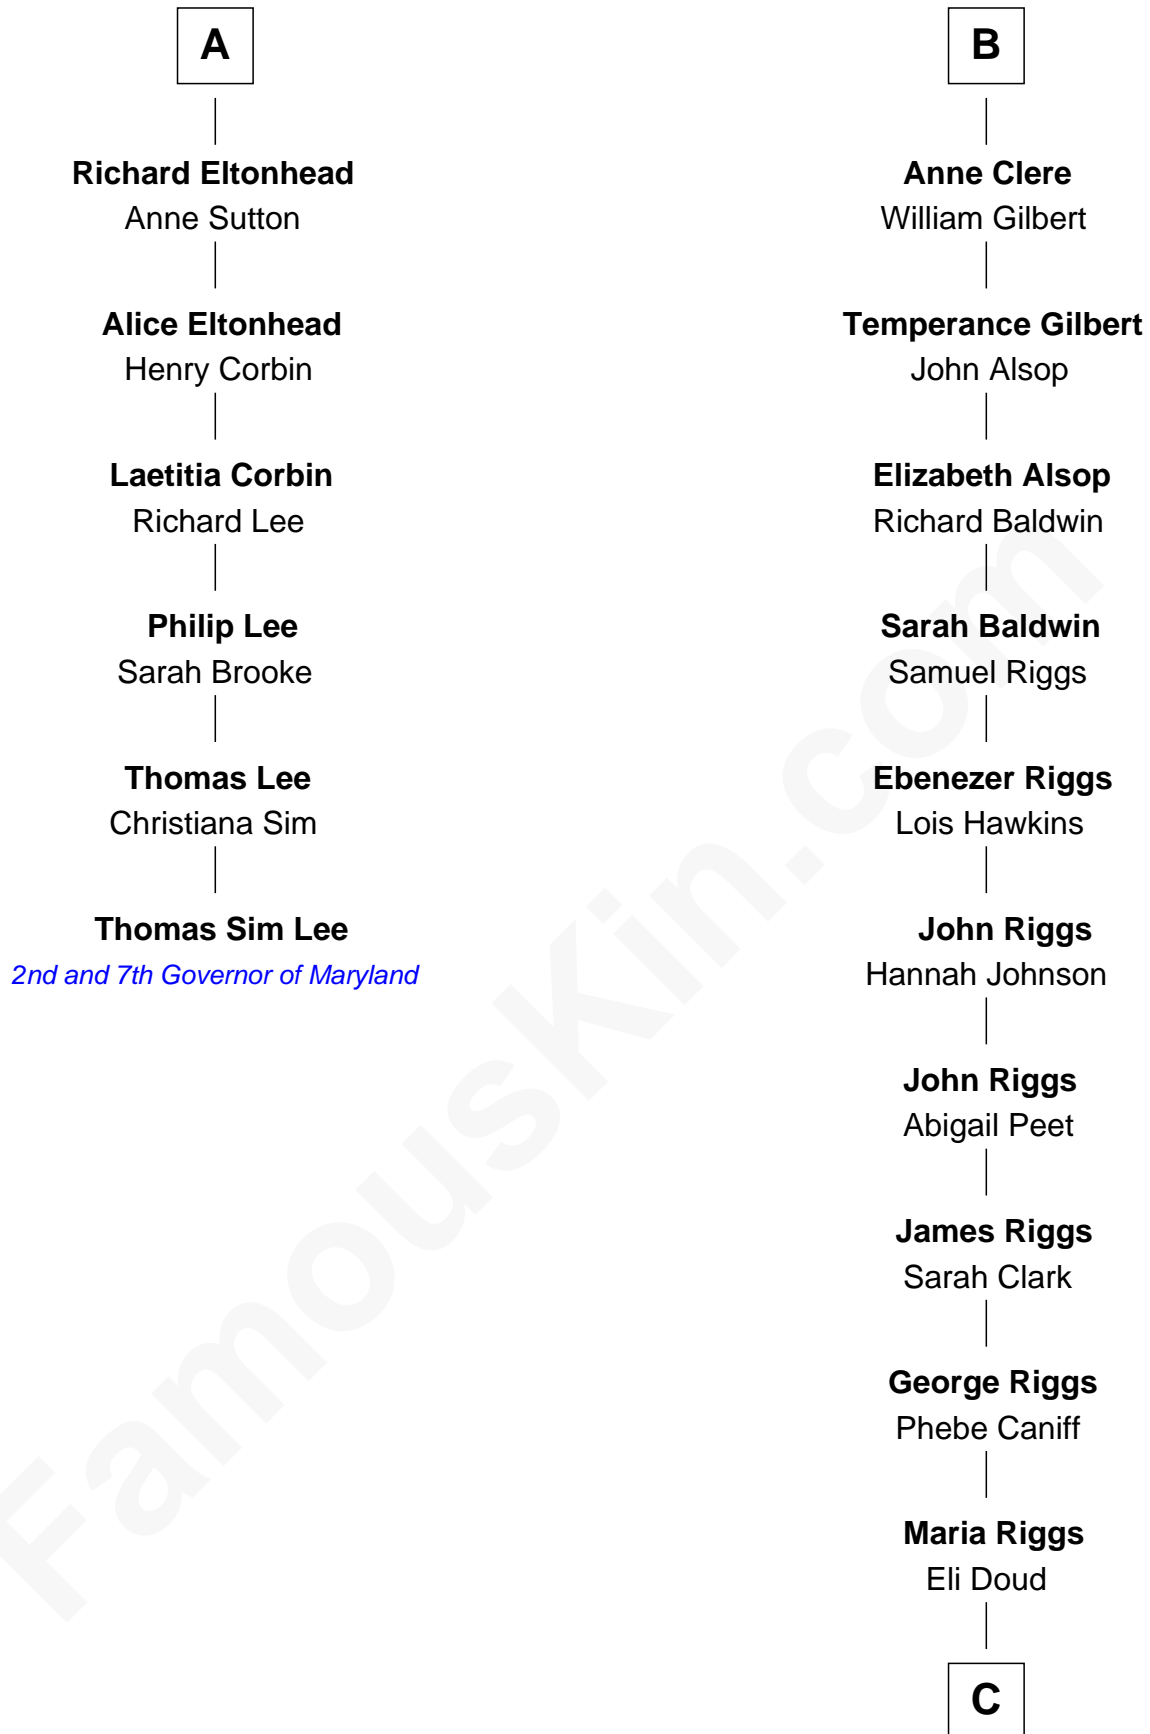 A
Richard Eltonhead
Anne Sutton
Alice Eltonhead
Henry Corbin
Laetitia Corbin
Richard Lee
Philip Lee
Sarah Brooke
Thomas Lee
Christiana Sim
Thomas Sim Lee
2nd and 7th Governor of Maryland
B
Anne Clere
William Gilbert
Temperance Gilbert
John Alsop
Elizabeth Alsop
Richard Baldwin
Sarah Baldwin
Samuel Riggs
Ebenezer Riggs
Lois Hawkins
John Riggs
Hannah Johnson
John Riggs
Abigail Peet
James Riggs
Sarah Clark
George Riggs
Phebe Caniff
Maria Riggs
Eli Doud
C
FamousKin.com